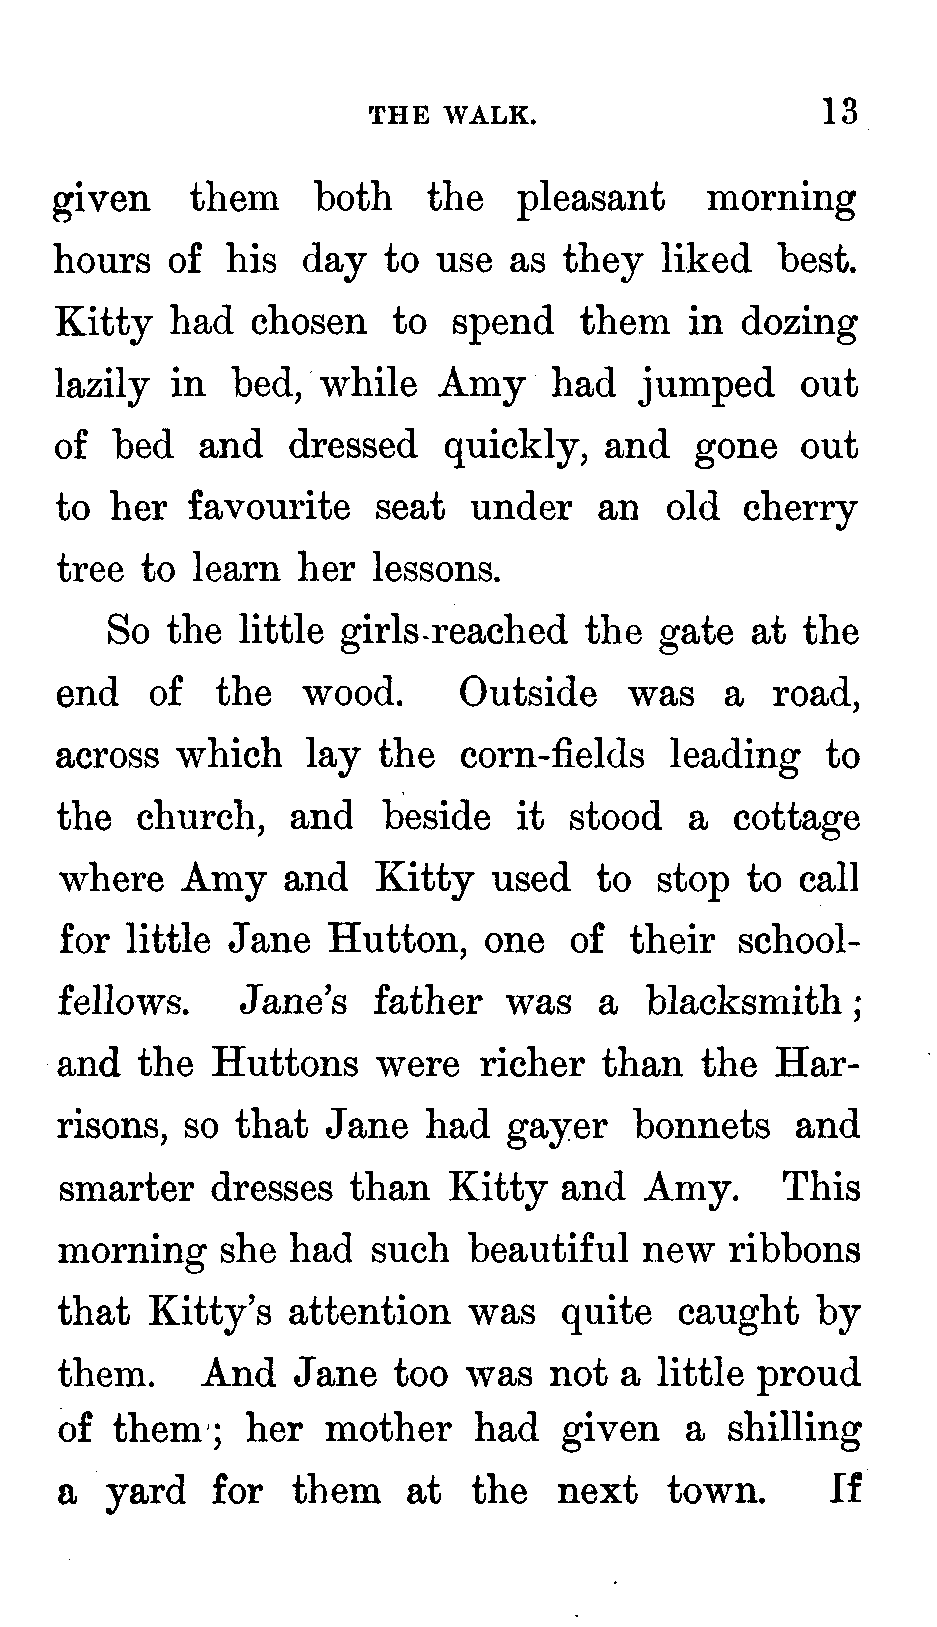 THE WALK. 13
given them both the pleasant morning
hours of his day to use as they liked best.
Kitty had chosen to spend them in dozing
lazily in bed, while Amy had jumped out
of bed and dressed quickly, and gone out
to her favourite seat under an old cherry
tree to learn her lessons.
So the little girls reached the gate at the
end of the wood. Outside was a road,
across which lay the corn-fields leading to
the church, and beside it stood a cottage
where Amy and Kitty used to stop to call
for little Jane Hutton, one of their school-
fellows. Jane's father was a blacksmith ;
and the Huttons were richer than the Har-
risons, so that Jane had gayer bonnets and
smarter dresses than Kitty and Amy. This
morning she had such beautiful new ribbons
that Kitty's attention was quite caught by
them. And Jane too was not a little proud
of them ; her mother had given a shilling
a yard for them at the next town. If